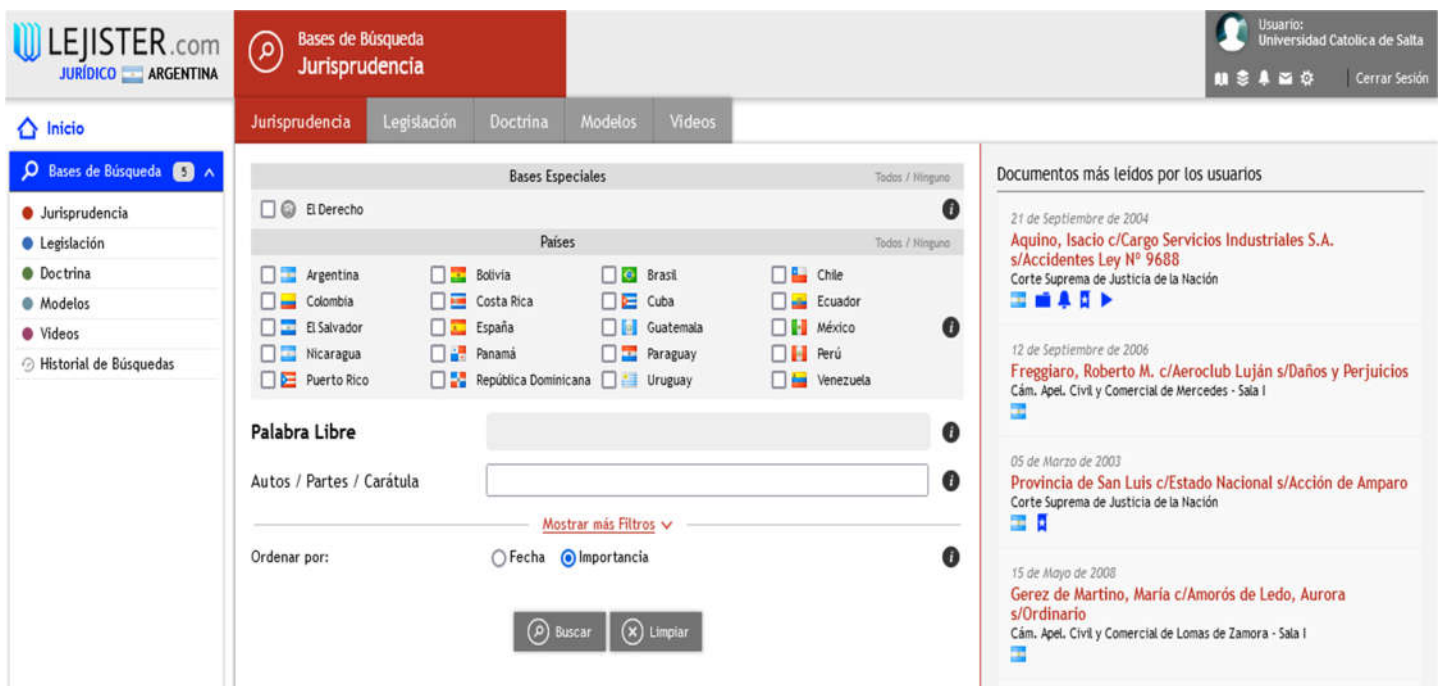 LEJISTER.com
JURÍDICO ARGENTINA
Bases de Búsqueda
Jurisprudencia
Usuario:
Universidad Catolica de Salta
Cerrar Sesión
Inicio
Bases de Búsqueda 5
Jurisprudencia
Legislación
Doctrina
Modelos
Videos
Historial de Búsquedas
Jurisprudencia Legislación Doctrina Modelos Videos
Bases Especiales Todos / Ninguno
El Derecho
Países Todos / Ninguno
Argentina Bolivia Brasil Chile
Colombia Costa Rica Cuba Ecuador
El Salvador España Guatemala México
Nicaragua Panamá Paraguay Perú
Puerto Rico República Dominicana Uruguay Venezuela
Palabra Libre
Autos / Partes / Carátula
Mostrar más Filtros
Ordenar por: Fecha Importancia
Buscar Limpiar
Documentos más leídos por los usuarios
21 de Septiembre de 2004
Aquino, Isacio c/Cargo Servicios Industriales S.A.
s/Accidentes Ley Nº 9688
Corte Suprema de Justicia de la Nación
12 de Septiembre de 2006
Freggiaro, Roberto M. c/Aeroclub Luján s/Daños y Perjuicios
Cám. Apel. Civil y Comercial de Mercedes - Sala I
05 de Marzo de 2003
Provincia de San Luis c/Estado Nacional s/Acción de Amparo
Corte Suprema de Justicia de la Nación
15 de Mayo de 2008
Gerez de Martino, María c/Amorós de Ledo, Aurora
s/Ordinario
Cám. Apel. Civil y Comercial de Lomas de Zamora - Sala I